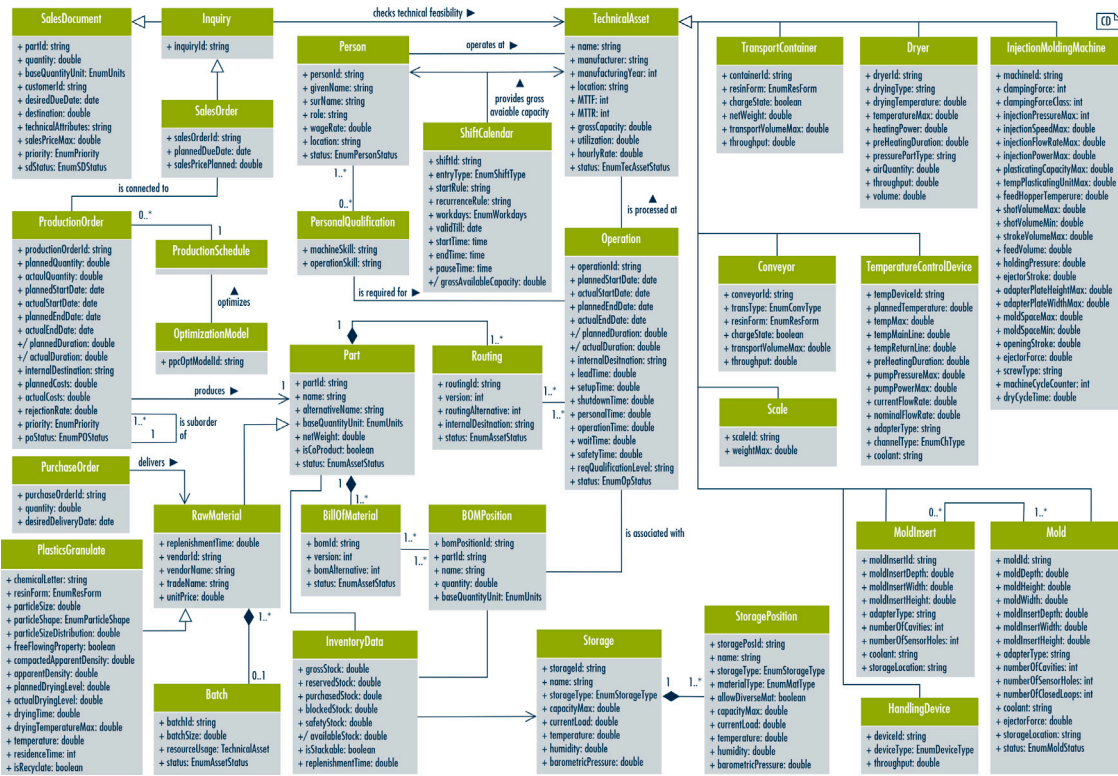 SalesDocument
+ partId: string
+ quantity: double
+ baseQuantityUnit: EnumUnits
+ customerId: string
+ desiredDueDate: date
+ destination: double
+ technicalAttributes: string
+ salesPriceMax: double
+ priority: EnumPriority
+ sdStatus: EnumSDStatus
Inquiry
+ inquiryId: string
SalesOrder
+ salesOrderId: string
+ plannedDueDate: date
+ salesPricePlanned: double
checks technical feasibility ▶
Person
+ personId: string
+ givenName: string
+ surName: string
+ role: string
+ wageRate: double
+ location: string
+ status: EnumPersonStatus
operates at ▶
▲
provides gross
avaiable capacity
ShiftCalendar
+ shiftId: string
+ entryType: EnumShiftType
+ startRule: string
+ recurrenceRule: string
+ workdays: EnumWorkdays
+ validTill: date
+ startTime: time
+ endTime: time
+ pauseTime: time
+/ grossAvailableCapacity: double
TechnicalAsset
+ name: string
+ manufacturer: string
+ manufacturingYear: int
+ location: string
+ MTTF: int
+ MTTR: int
+ grossCapacity: double
+ utilization: double
+ hourlyRate: double
+ status: EnumTecAssetStatus
TransportContainer
+ containerId: string
+ resinForm: EnumResForm
+ chargeState: boolean
+ netWeight: double
+ transportVolumeMax: double
+ throughput: double
Dryer
+ dryerId: string
+ dryingType: string
+ dryingTemperature: double
+ temperatureMax: double
+ heatingPower: double
+ preHeatingDuration: double
+ pressurePortType: string
+ airQuantity: double
+ throughput: double
+ volume: double
CD
InjectionMoldingMachine
+ machineId: string
+ clampingForce: int
+ clampingForceClass: int
+ injectionPressureMax: int
+ injectionSpeedMax: double
+ injectionFlowRateMax: double
+ injectionPowerMax: double
+ plasticatingCapacityMax: double
+ tempPlasticatingUnitMax: double
+ feedHopperTemperure: double
+ shotVolumeMax: double
+ shotVolumeMin: double
+ strokeVolumeMax: double
+ feedVolume: double
+ holdingPressure: double
+ ejectorStroke: double
+ adapterPlateHeightMax: double
+ adapterPlateWidthMax: double
+ moldSpaceMax: double
+ moldSpaceMin: double
+ openingStroke: double
+ ejectorForce: double
+ screwType: string
+ machineCycleCounter: int
+ dryCycleTime: double
is connected to
ProductionOrder
+ productionOrderId: string
+ plannedQuantity: double
+ actaulQuantity: double
+ plannedStartDate: date
+ actualStartDate: date
+ plannedEndDate: date
+ actualEndDate: date
+/ plannedDuration: double
+/ actualDuration: double
+ internalDestination: string
+ plannedCosts: double
+ actualCosts: double
+ rejectionRate: double
+ priority: EnumPriority
+ poStatus: EnumPOStatus
0..*
1
ProductionSchedule
▲
optimizes
OptimizationModel
+ ppcOptModelId: string
1..*
0..*
PersonalQualification
+ machineSkill: string
+ operationSkill: string
is required for ▶
▲
is processed at
Operation
+ operationId: string
+ plannedStartDate: date
+ actualStartDate: date
+ plannedEndDate: date
+ actualEndDate: date
+/ plannedDuration: double
+/ actualDuration: double
+ internalDesitnation: string
+ leadTime: double
+ setupTime: double
+ shutdownTime: double
+ personalTime: double
+ operationTime: double
+ waitTime: double
+ safetyTime: double
+ reqQualificationLevel: string
+ status: EnumOpStatus
Conveyor
+ conveyorId: string
+ transType: EnumConvType
+ resinForm: EnumResForm
+ chargeState: boolean
+ transportVolumeMax: double
+ throughput: double
TemperatureControlDevice
+ tempDeviceId: string
+ plannedTemperature: double
+ tempMax: double
+ tempMainLine: double
+ tempReturnLine: double
+ preHeatingDuration: double
+ pumpPressureMax: double
+ pumpPowerMax: double
+ currentFlowRate: double
+ nominalFlowRate: double
+ adapterType: string
+ channelType: EnumChType
+ coolant: string
Scale
+ scaleId: string
+ weightMax: double
1
1..*
Part
+ partId: string
+ name: string
+ alternativeName: string
+ baseQuantityUnit: EnumUnits
+ netWeight: double
+ isCoProduct: boolean
+ status: EnumAssetStatus
Routing
+ routingId: string
+ version: int
+ routingAlternative: int
+ internalDesitnation: string
+ status: EnumAssetStatus
1..*
1..*
produces ▶
1
1..*
1
is suborder
of
PurchaseOrder
+ purchaseOrderId: string
+ quantity: double
+ desiredDeliveryDate: date
delivers ▶
RawMaterial
+ replenishmentTime: double
+ vendorId: string
+ vendorName: string
+ tradeName: string
+ unitPrice: double
1
1..*
BillOfMaterial
+ bomId: string
+ version: int
+ bomAlternative: int
+ status: EnumAssetStatus
1..*
1..*
BOMPosition
+ bomPositionId: string
+ partId: string
+ name: string
+ quantity: double
+ baseQuantityUnit: EnumUnits
is associated with
0..*
1..*
MoldInsert
+ moldInsertId: string
+ moldInsertDepth: double
+ moldInsertWidth: double
+ moldInsertHeight: double
+ adapterType: string
+ numberOfCavities: int
+ numberOfSensorHoles: int
+ coolant: string
+ storageLocation: string
Mold
+ moldId: string
+ moldDepth: double
+ moldHeight: double
+ moldWidth: double
+ moldInsertDepth: double
+ moldInsertWidth: double
+ moldInsertHeight: double
+ adapterType: string
+ numberOfCavities: int
+ numberOfSensorHoles: int
+ numberOfClosedLoops: int
+ coolant: string
+ ejectorForce: double
+ storageLocation: string
+ status: EnumMoldStatus
PlasticsGranulate
+ chemicalLetter: string
+ resinForm: EnumResForm
+ particleSize: double
+ particleShape: EnumParticleShape
+ particleSizeDistribution: double
+ freeFlowingProperty: boolean
+ compactedApparentDensity: double
+ apparentDensity: double
+ plannedDryingLevel: double
+ actualDryingLevel: double
+ dryingTime: double
+ dryingTemperatureMax: double
+ temperature: double
+ residenceTime: int
+ isRecyclate: boolean
1..*
0..1
Batch
+ batchId: string
+ batchSize: double
+ resourceUsage: TechnicalAsset
+ status: EnumAssetStatus
InventoryData
+ grossStock: double
+ reservedStock: double
+ purchasedStock: double
+ blockedStock: double
+ safetyStock: double
+/ availableStock: double
+ isStackable: boolean
+ replenishmentTime: double
Storage
+ storageId: string
+ name: string
+ storageType: EnumStorageType
+ capacityMax: double
+ currentLoad: double
+ temperature: double
+ humidity: double
+ barometricPressure: double
1
1..*
StoragePosition
+ storagePosId: string
+ name: string
+ storageType: EnumStorageType
+ materialType: EnumMatType
+ allowDiverseMat: boolean
+ capacityMax: double
+ currentLoad: double
+ temperature: double
+ humidity: double
+ barometricPressure: double
HandlingDevice
+ deviceId: string
+ deviceType: EnumDeviceType
+ throughput: double